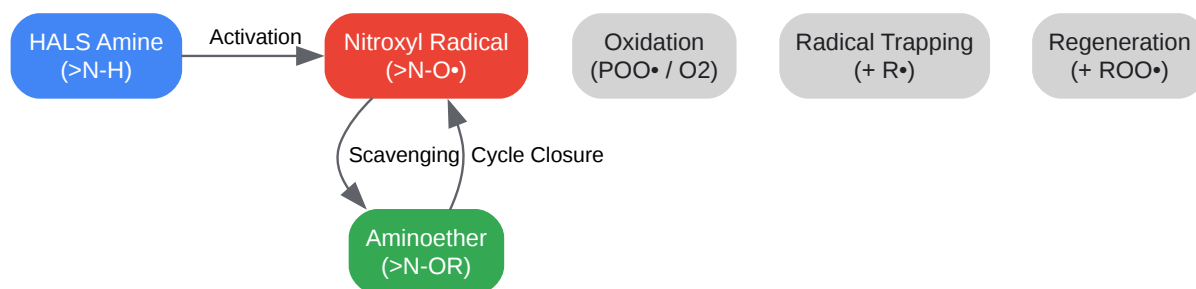 HALS Amine
(>N-H)
Activation
Nitroxyl Radical
(>N-O•)
Oxidation
(POO• / O2)
Radical Trapping
(+ R•)
Regeneration
(+ ROO•)
Scavenging
Cycle Closure
Aminoether
(>N-OR)